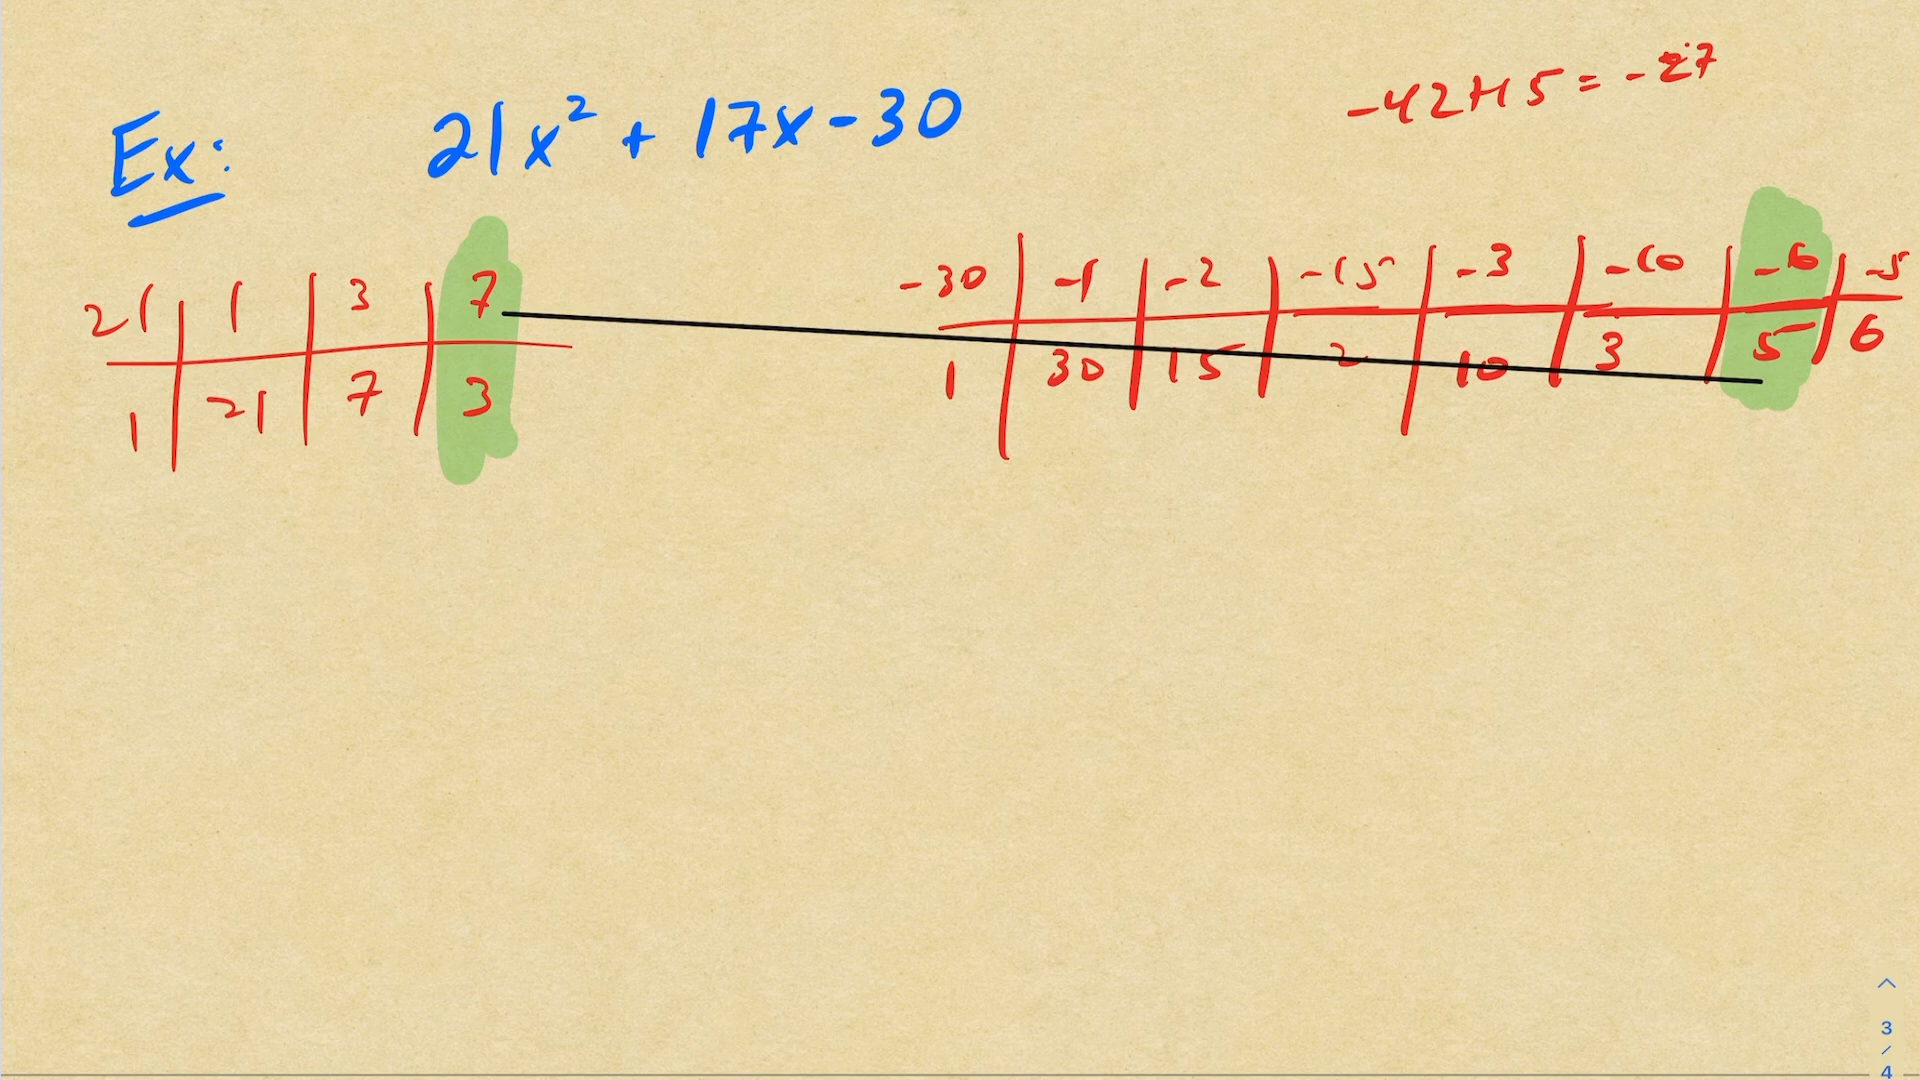 -42+15 = -27
Ex: 21x² + 17x - 30
21 | 1 | 3 | 7
1 | 21 | 7 | 3
-30 | -1 | -2 | -15 | -3 | -10 | -6 | -5
1 | 30 | 15 | 2 | 10 | 3 | 5 | 6
3
/
4